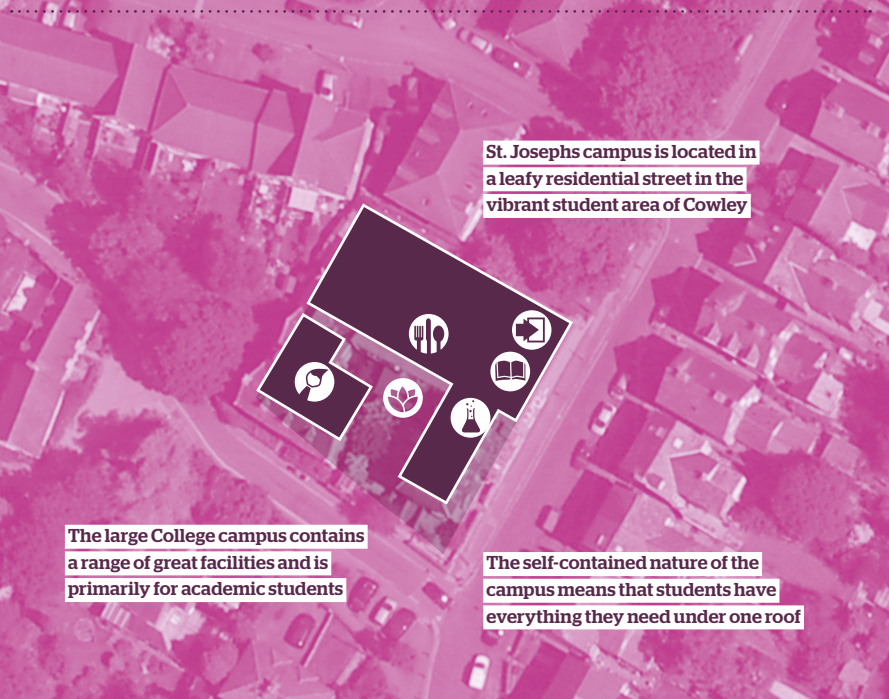 St. Josephs campus is located in
a leafy residential street in the
vibrant student area of Cowley
The large College campus contains
a range of great facilities and is
primarily for academic students
The self-contained nature of the
campus means that students have
everything they need under one roof